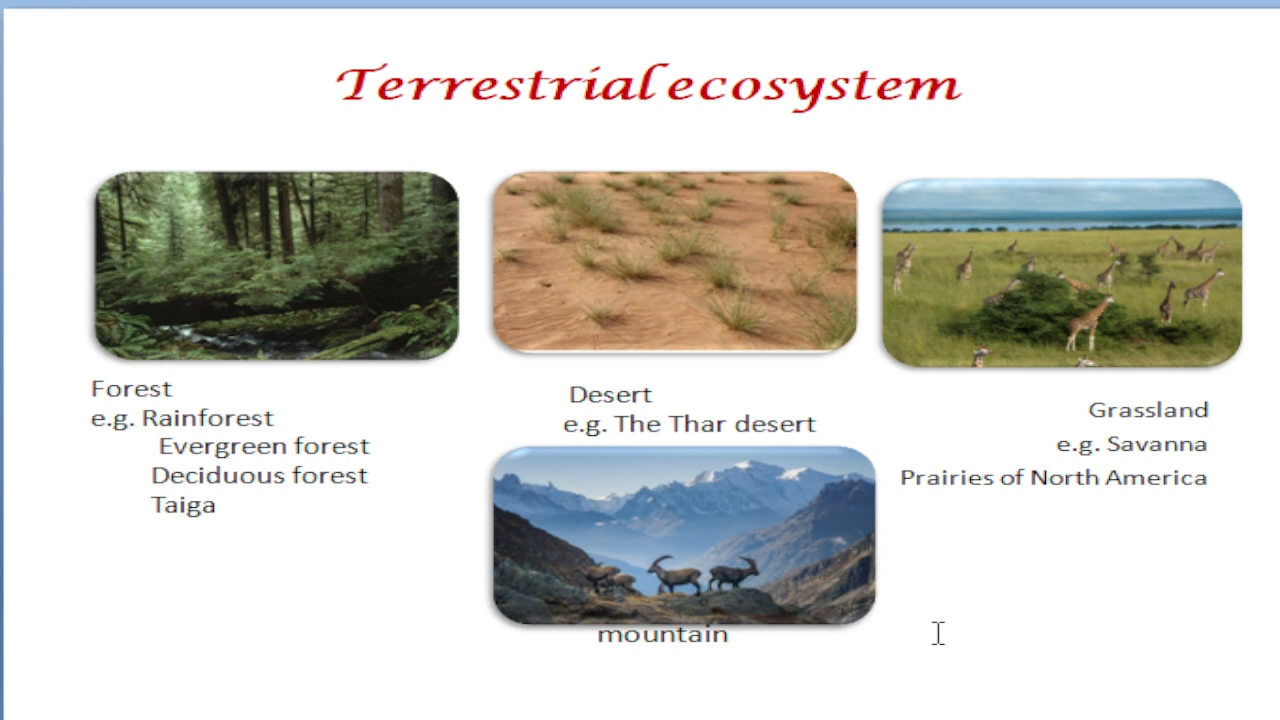 Terrestrial ecosystem
Forest
e.g. Rainforest
Evergreen forest
Deciduous forest
Taiga
Desert
e.g. The Thar desert
Grassland
e.g. Savanna
Prairies of North America
mountain